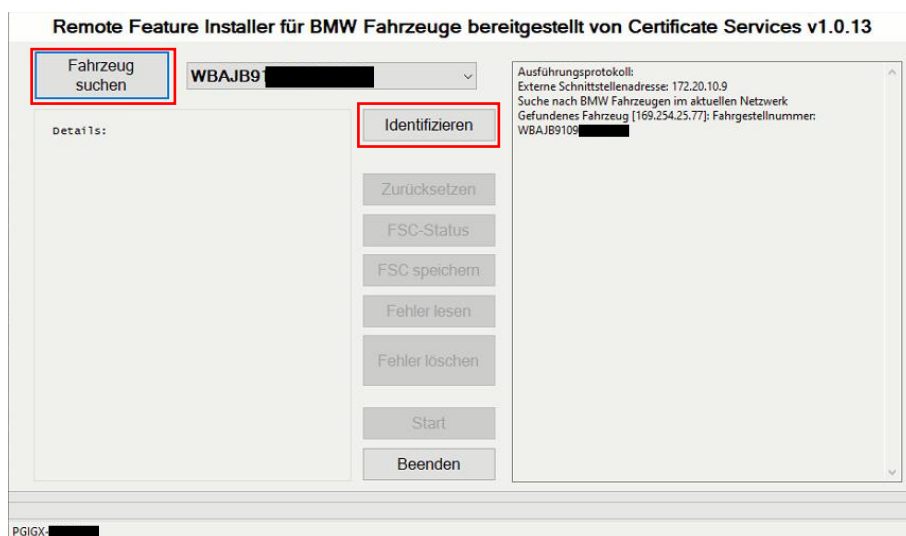 Remote Feature Installer für BMW Fahrzeuge bereitgestellt von Certificate Services v1.0.13
Fahrzeug
suchen
WBAJB91
Identifizieren
Details:
Zurücksetzen
FSC-Status
FSC speichern
Fehler lesen
Fehler löschen
Start
Beenden
Ausführungsprotokoll:
Externe Schnittstellenadresse: 172.20.10.9
Suche nach BMW Fahrzeugen im aktuellen Netzwerk
Gefundenes Fahrzeug [169.254.25.77]: Fahrgestellnummer:
WBAJB9109
PGIGX-